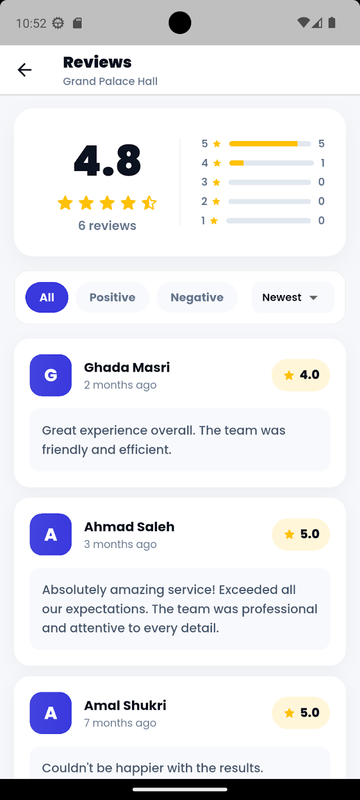 10:52
Reviews
Grand Palace Hall
4.8
6 reviews
5 5
4 1
3 0
2 0
1 0
All Positive Negative Newest
G Ghada Masri 4.0
2 months ago
Great experience overall. The team was
friendly and efficient.
A Ahmad Saleh 5.0
3 months ago
Absolutely amazing service! Exceeded all
our expectations. The team was professional
and attentive to every detail.
A Amal Shukri 5.0
7 months ago
Couldn't be happier with the results.